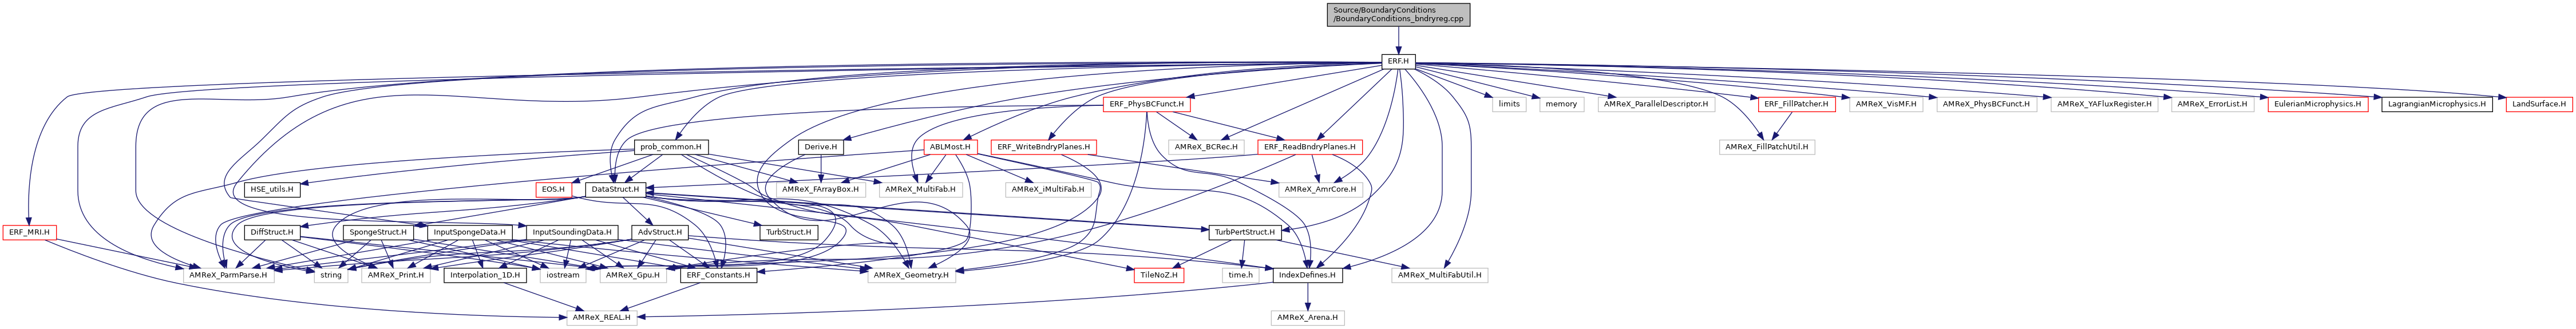 Source/BoundaryConditions
/BoundaryConditions_bndryreg.cpp
ERF.H
ERF_PhysBCFunct.H
limits
memory
AMReX_ParallelDescriptor.H
ERF_FillPatcher.H
AMReX_VisMF.H
AMReX_PhysBCFunct.H
AMReX_YAFluxRegister.H
AMReX_ErrorList.H
EulerianMicrophysics.H
LagrangianMicrophysics.H
LandSurface.H
prob_common.H
Derive.H
ABLMost.H
ERF_WriteBndryPlanes.H
AMReX_BCRec.H
ERF_ReadBndryPlanes.H
AMReX_FillPatchUtil.H
HSE_utils.H
EOS.H
DataStruct.H
AMReX_FArrayBox.H
AMReX_MultiFab.H
AMReX_iMultiFab.H
AMReX_AmrCore.H
ERF_MRI.H
DiffStruct.H
SpongeStruct.H
InputSpongeData.H
InputSoundingData.H
AdvStruct.H
TurbStruct.H
TurbPertStruct.H
AMReX_ParmParse.H
string
AMReX_Print.H
Interpolation_1D.H
iostream
AMReX_Gpu.H
ERF_Constants.H
AMReX_Geometry.H
TileNoZ.H
time.h
IndexDefines.H
AMReX_MultiFabUtil.H
AMReX_REAL.H
AMReX_Arena.H